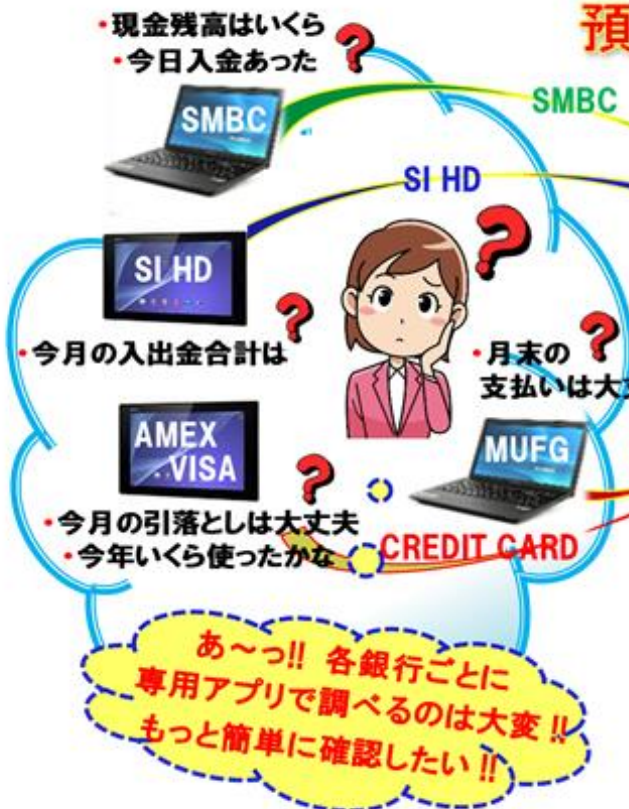 ・現金残高はいくら
・今日入金あった
?
預
SMBC
SMBC
SI HD
SI HD
?
?
・今月の入出金合計は
・月末の
?
支払いは大丈
AMEX
VISA
MUFG
?
・今月の引落としは大丈夫
・今年いくら使ったかな
CREDIT CARD
あ～っ!! 各銀行ごとに
専用アプリで調べるのは大変!!
もっと簡単に確認したい!!